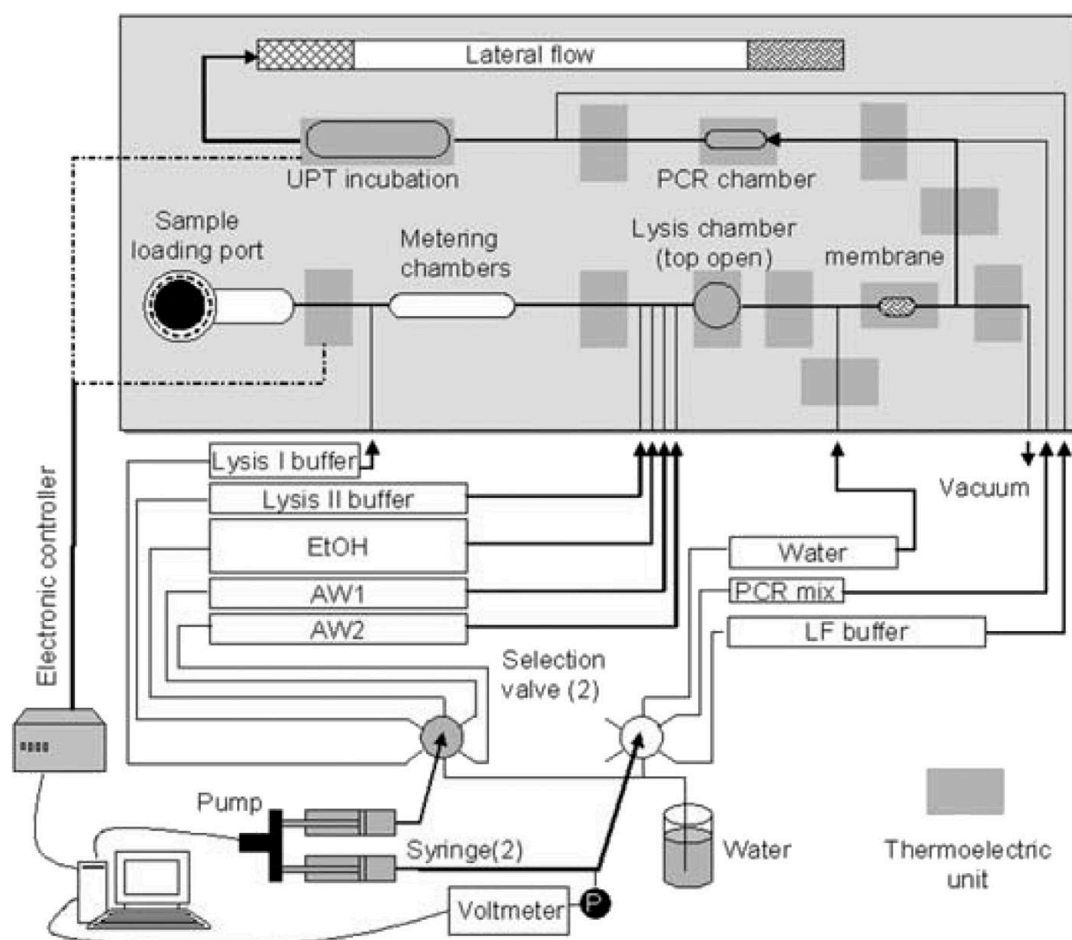 Lateral flow
UPT incubation
PCR chamber
Sample
loading port
Metering
chambers
Lysis chamber
(top open)
membrane
Lysis I buffer
Lysis II buffer
EtOH
AW1
AW2
Vacuum
Water
PCR mix
LF buffer
Electronic controller
Selection
valve (2)
Pump
Syringe(2)
Water
Voltmeter
P
Thermoelectric
unit